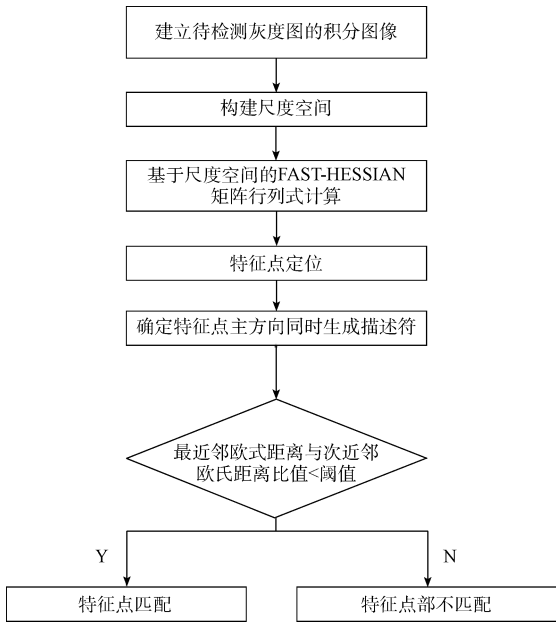 建立待检测灰度图的积分图像
构建尺度空间
基于尺度空间的FAST-HESSIAN
矩阵行列式计算
特征点定位
确定特征点主方向同时生成描述符
最近邻欧式距离与次近邻
欧氏距离比值<阈值
Y
N
特征点匹配
特征点部不匹配